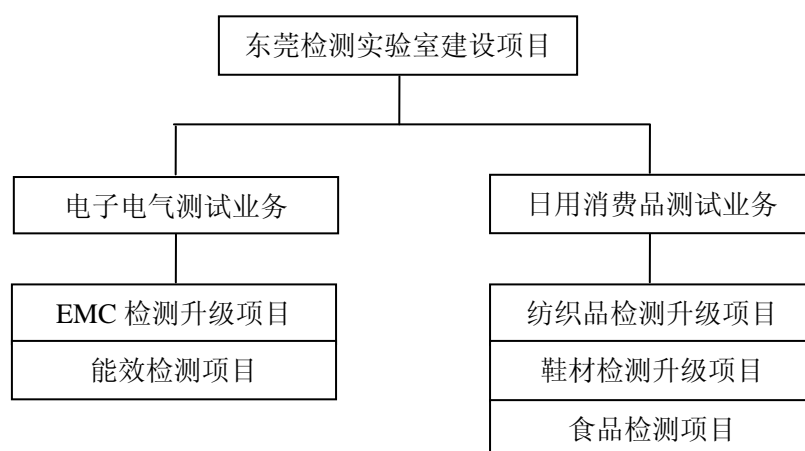 东莞检测实验室建设项目
电子电气测试业务
日用消费品测试业务
EMC 检测升级项目
能效检测项目
纺织品检测升级项目
鞋材检测升级项目
食品检测项目